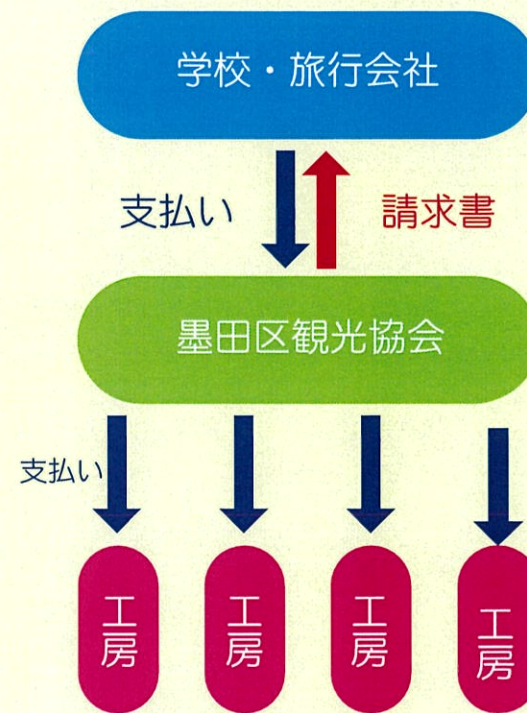 学校・旅行会社
支払い
請求書
墨田区観光協会
支払い
工房
工房
工房
工房